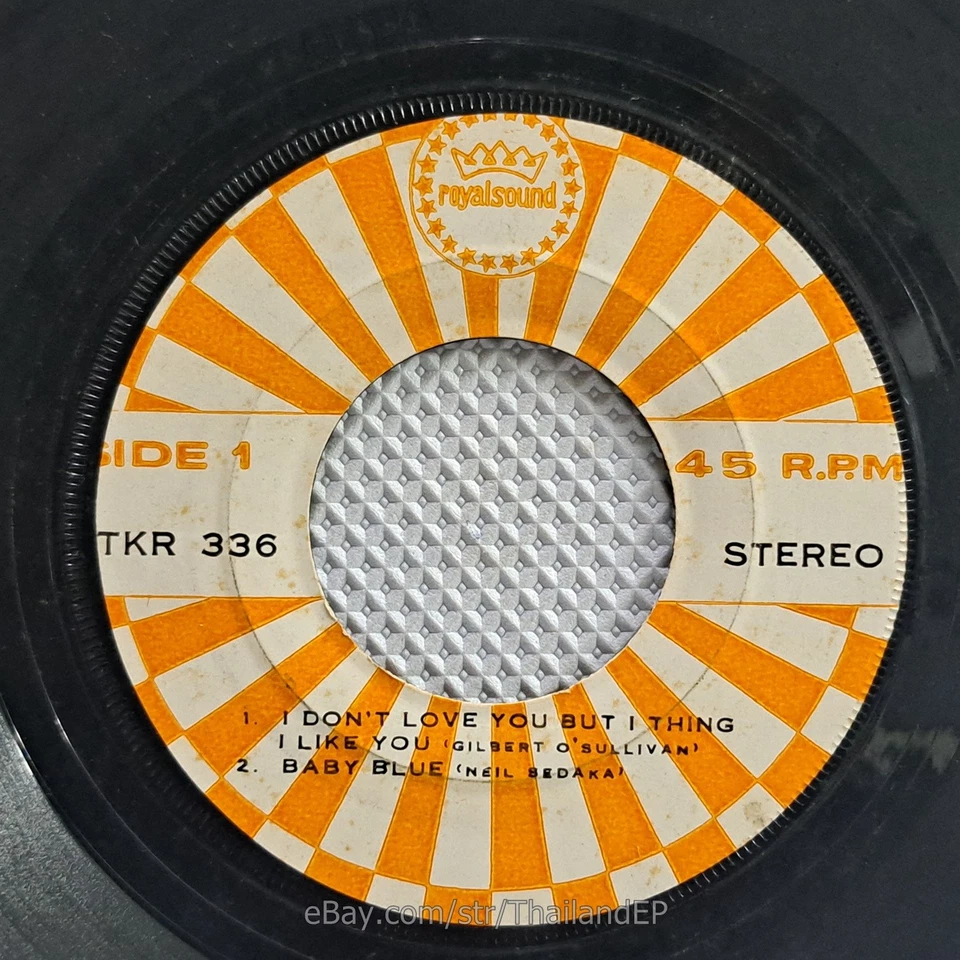 royalsound
SIDE 1
45 R.P.M
TKR 336
STEREO
1. I DON'T LOVE YOU BUT I THING
I LIKE YOU (GILBERT O'SULLIVAN)
2. BABY BLUE (NEIL SEDAKA)
eBay.com/str/ThailandEP